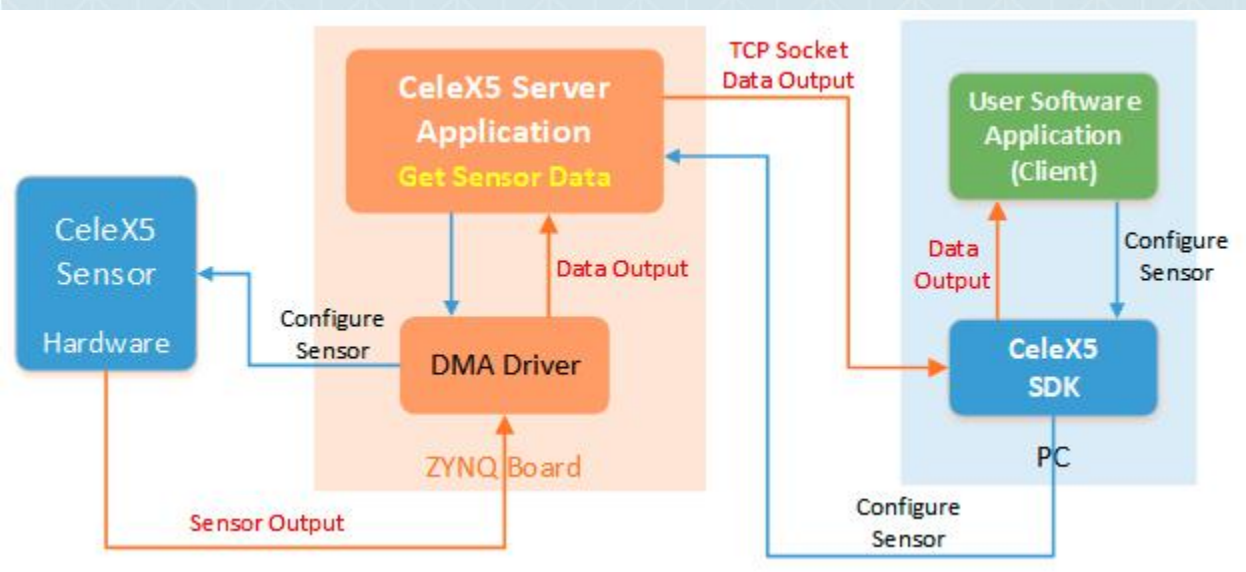 CeleX5
Sensor
Hardware
CeleX5 Server
Application
Get Sensor Data
Data Output
Configure
Sensor
DMA Driver
ZYNQ Board
Sensor Output
TCP Socket
Data Output
User Software
Application
(Client)
Data
Output
Configure
Sensor
CeleX5
SDK
PC
Configure
Sensor